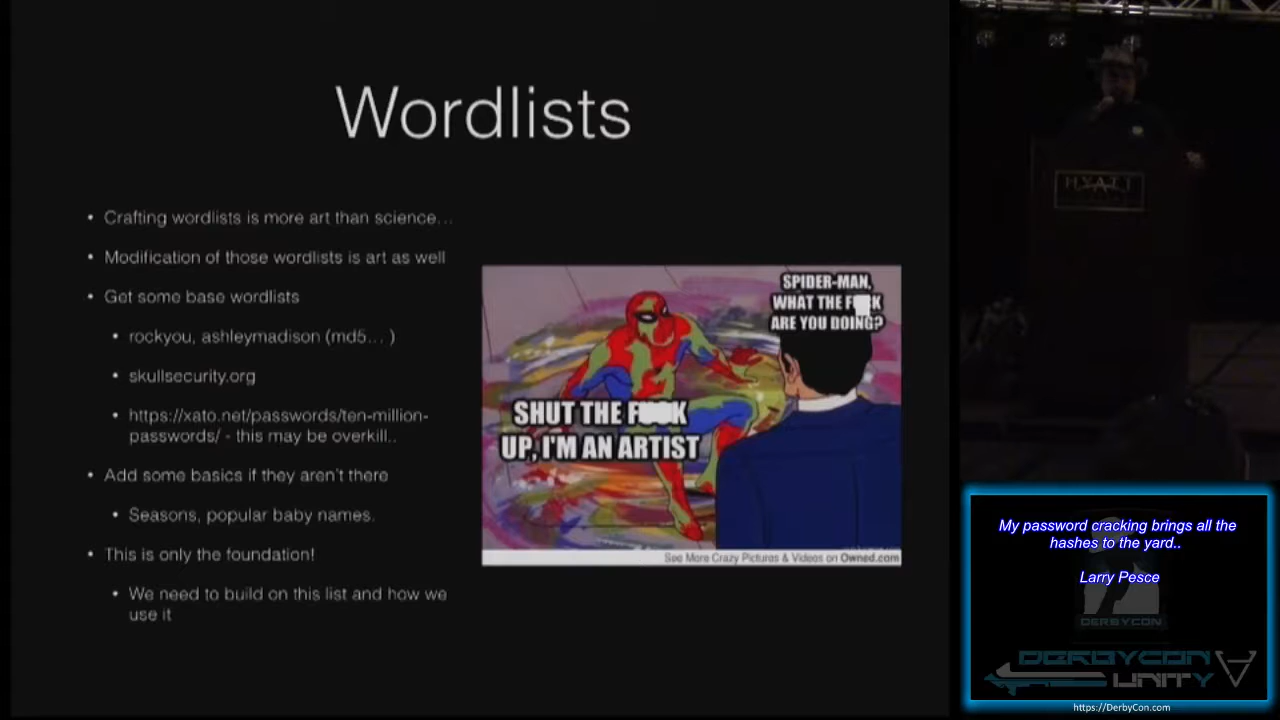 Wordlists
• Crafting wordlists is more art than science…
• Modification of those wordlists is art as well
• Get some base wordlists
• rockyou, ashleymadison (md5… )
• skullsecurity.org
• https://xato.net/passwords/ten-million-
passwords/ - this may be overkill..
• Add some basics if they aren't there
• Seasons, popular baby names.
• This is only the foundation!
• We need to build on this list and how we
use it
SPIDER-MAN,
WHAT THE F K
ARE YOU DOING?
SHUT THE F K
UP, I'M AN ARTIST
See More Crazy Pictures & Videos on Owned.com
HYATT
My password cracking brings all the
hashes to the yard..
Larry Pesce
DERBYCON
DERBYCON
UNITY
https://DerbyCon.com